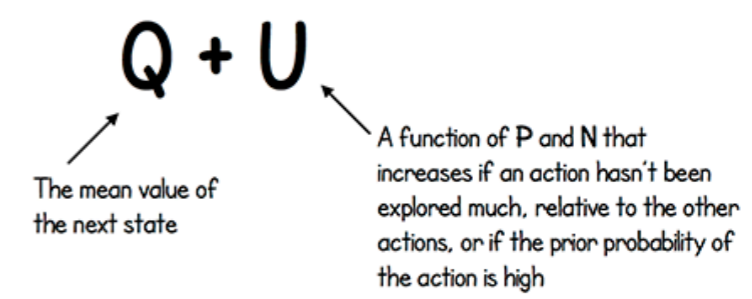 Q + U
The mean value of
the next state
A function of P and N that
increases if an action hasn't been
explored much, relative to the other
actions, or if the prior probability of
the action is high